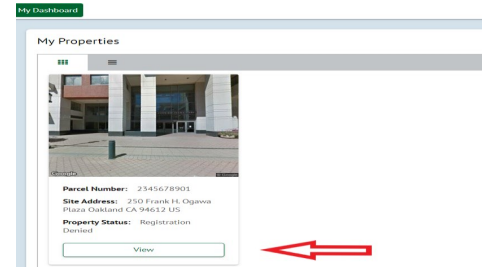 My Dashboard
My Properties
Google
Parcel Number: 2345678901
Site Address: 250 Frank H. Ogawa
Plaza Oakland CA 94612 US
Property Status: Registration
Denied
View